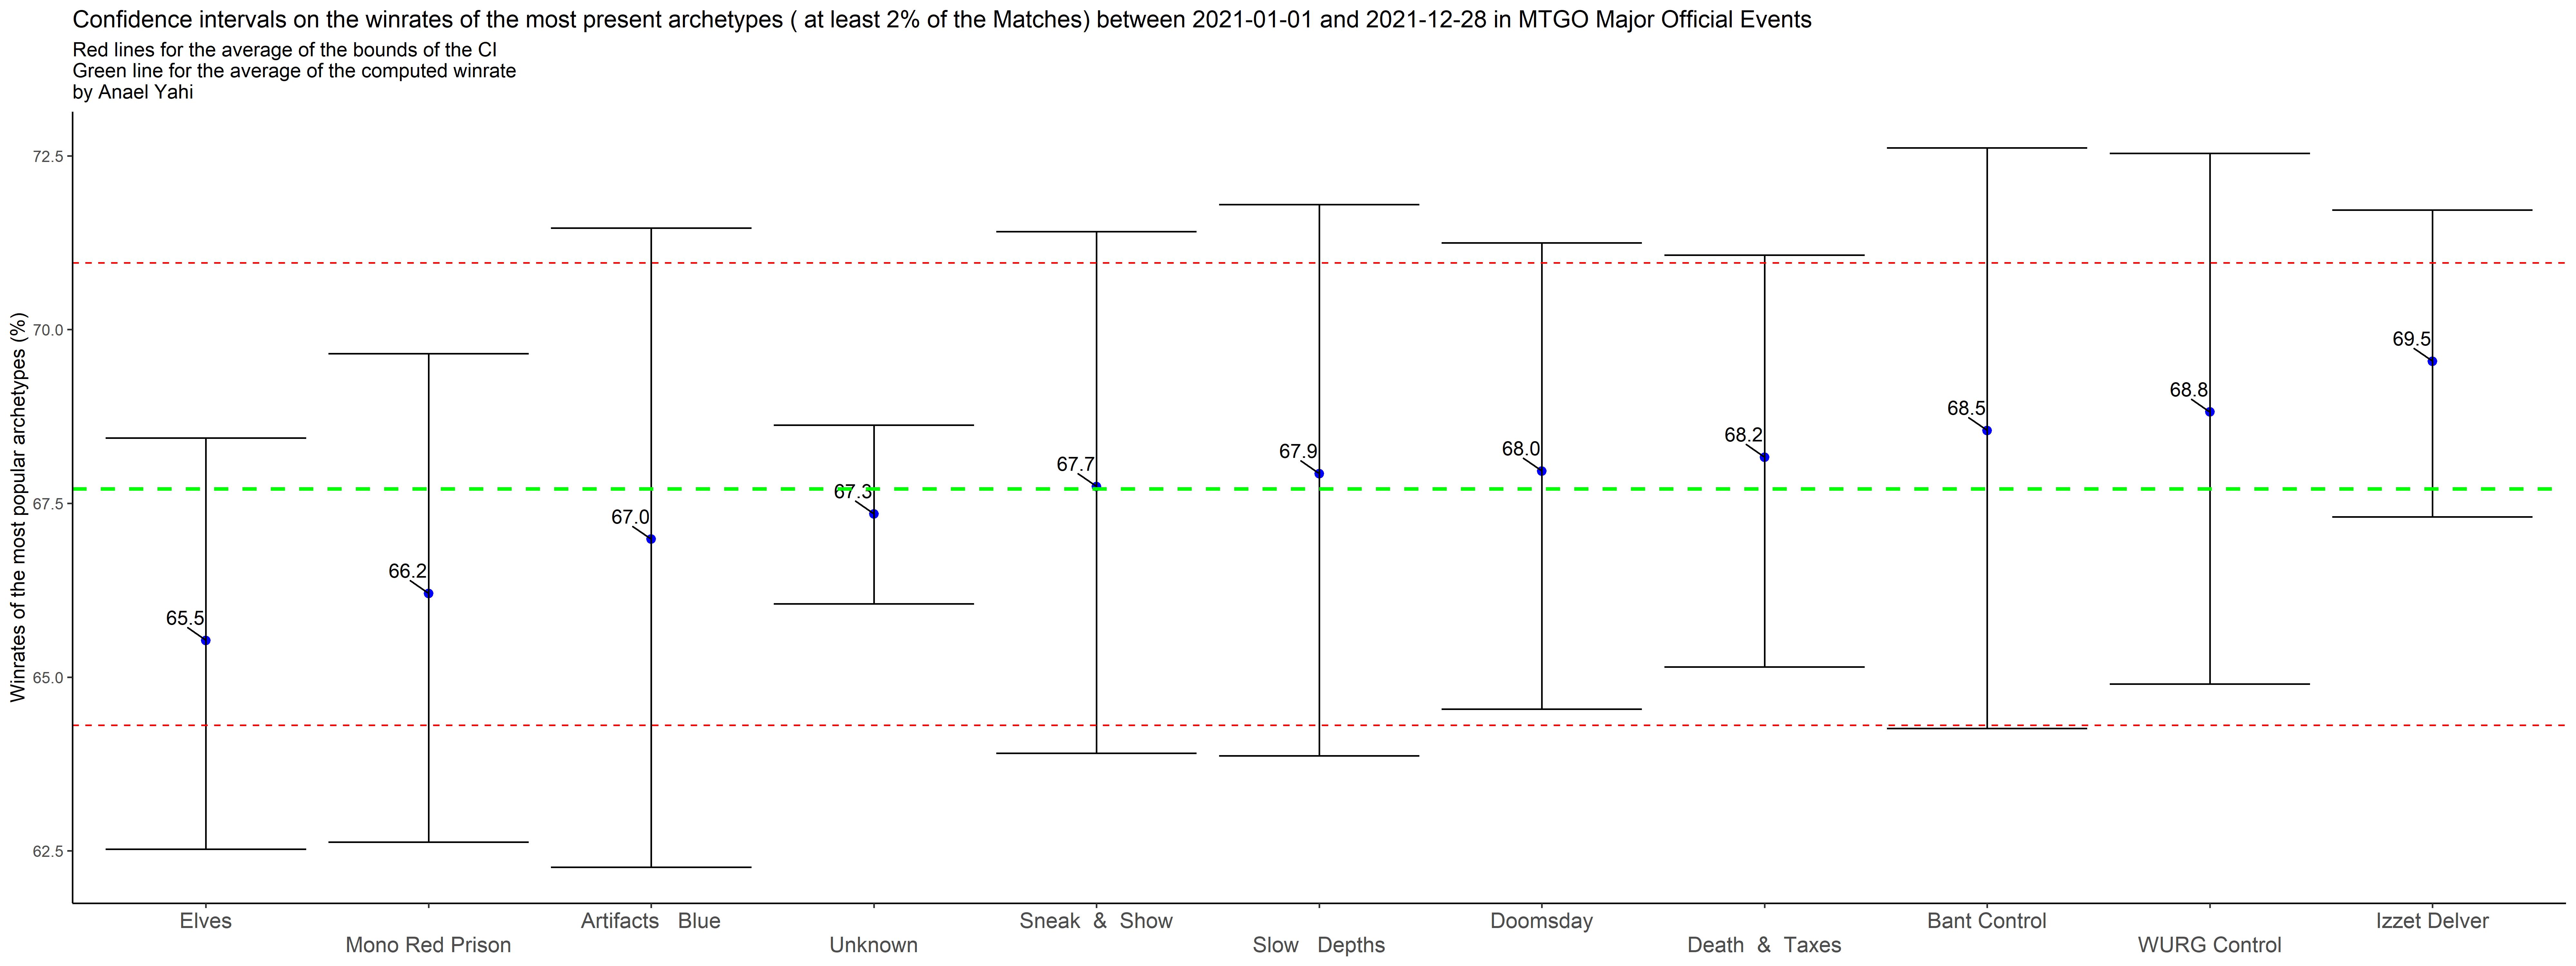 Confidence intervals on the winrates of the most present archetypes ( at least 2% of the Matches) between 2021-01-01 and 2021-12-28 in MTGO Major Official Events
Red lines for the average of the bounds of the CI
Green line for the average of the computed winrate
by Anael Yahi
Winrates of the most popular archetypes (%)
72.5
70.0
67.5
65.0
62.5
65.5
66.2
67.0
67.3
67.7
67.9
68.0
68.2
68.5
68.8
69.5
Elves
Mono Red Prison
Artifacts Blue
Unknown
Sneak & Show
Slow Depths
Doomsday
Death & Taxes
Bant Control
WURG Control
Izzet Delver